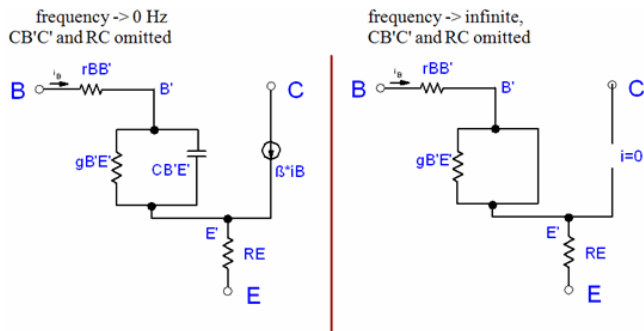 frequency -> 0 Hz
CB'C' and RC omitted
iB
rBB'
B
B'
C
gB'E'
CB'E'
ß*iB
E'
RE
E
frequency -> infinite,
CB'C' and RC omitted
iB
rBB'
B
B'
C
gB'E'
i=0
E'
RE
E